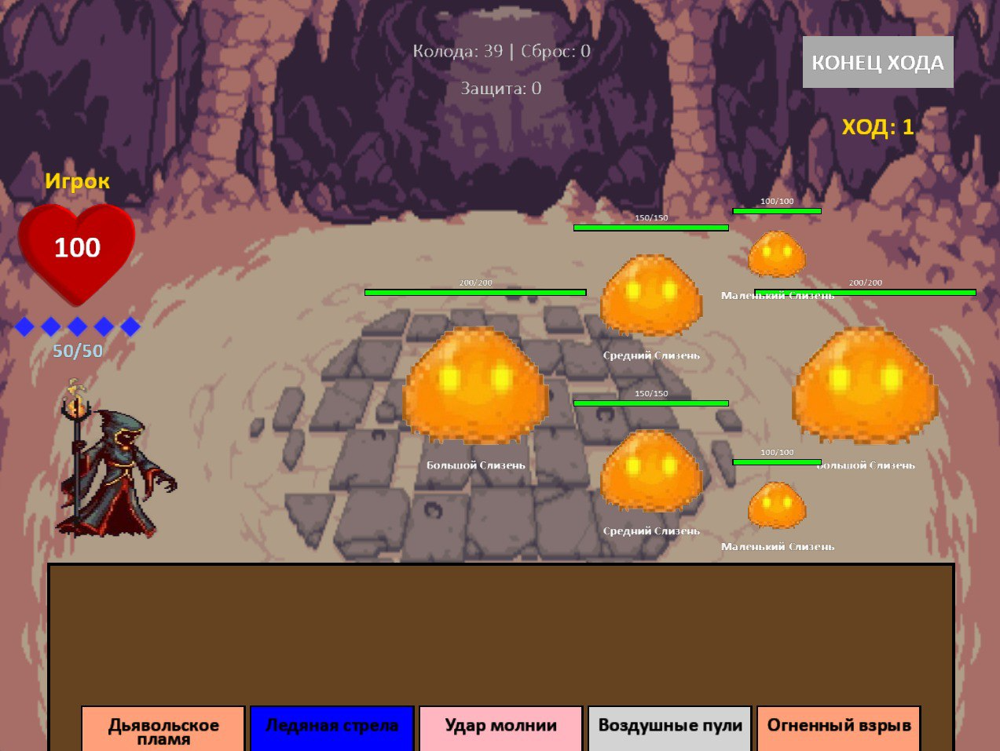 Колода: 39 | Сброс: 0
Защита: 0
КОНЕЦ ХОДА
ХОД: 1
Игрок
100
50/50
100/100
150/150
Маленький Слизень
200/200
200/200
Средний Слизень
150/150
Большой Слизень
100/100
Большой Слизень
Средний Слизень
Маленький Слизень
Дьявольское
пламя
Ледяная стрела
Удар молнии
Воздушные пули
Огненный взрыв